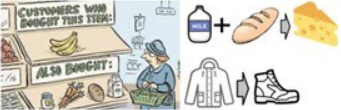 CUSTOMERS WHO
BOUGHT THIS ITEM:
ALSO BOUGHT:
MILK